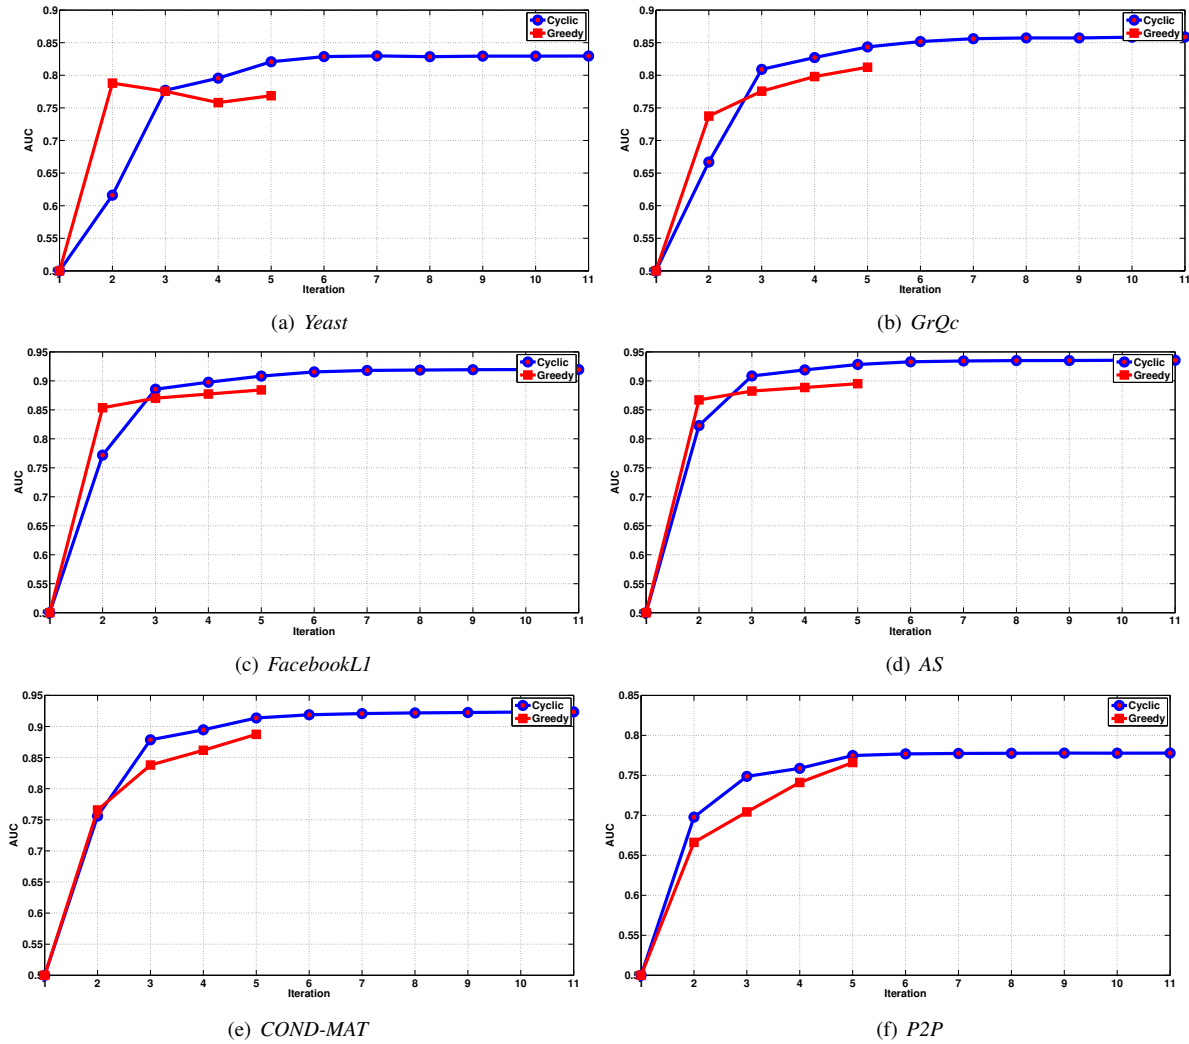 0.9
0.85
0.8
0.75
0.7
0.65
0.6
0.55
0.5
AUC
1 2 3 4 5 6 7 8 9 10 11
Iteration
Cyclic
Greedy
(a) Yeast
0.9
0.85
0.8
0.75
0.7
0.65
0.6
0.55
0.5
AUC
1 2 3 4 5 6 7 8 9 10 11
Iteration
Cyclic
Greedy
(b) GrQc
0.95
0.9
0.85
0.8
0.75
0.7
0.65
0.6
0.55
0.5
AUC
1 2 3 4 5 6 7 8 9 10 11
Iteration
Cyclic
Greedy
(c) FacebookL1
0.95
0.9
0.85
0.8
0.75
0.7
0.65
0.6
0.55
0.5
AUC
1 2 3 4 5 6 7 8 9 10 11
Iteration
Cyclic
Greedy
(d) AS
0.95
0.9
0.85
0.8
0.75
0.7
0.65
0.6
0.55
0.5
AUC
1 2 3 4 5 6 7 8 9 10 11
Iteration
Cyclic
Greedy
(e) COND-MAT
0.85
0.8
0.75
0.7
0.65
0.6
0.55
0.5
AUC
1 2 3 4 5 6 7 8 9 10 11
Iteration
Cyclic
Greedy
(f) P2P